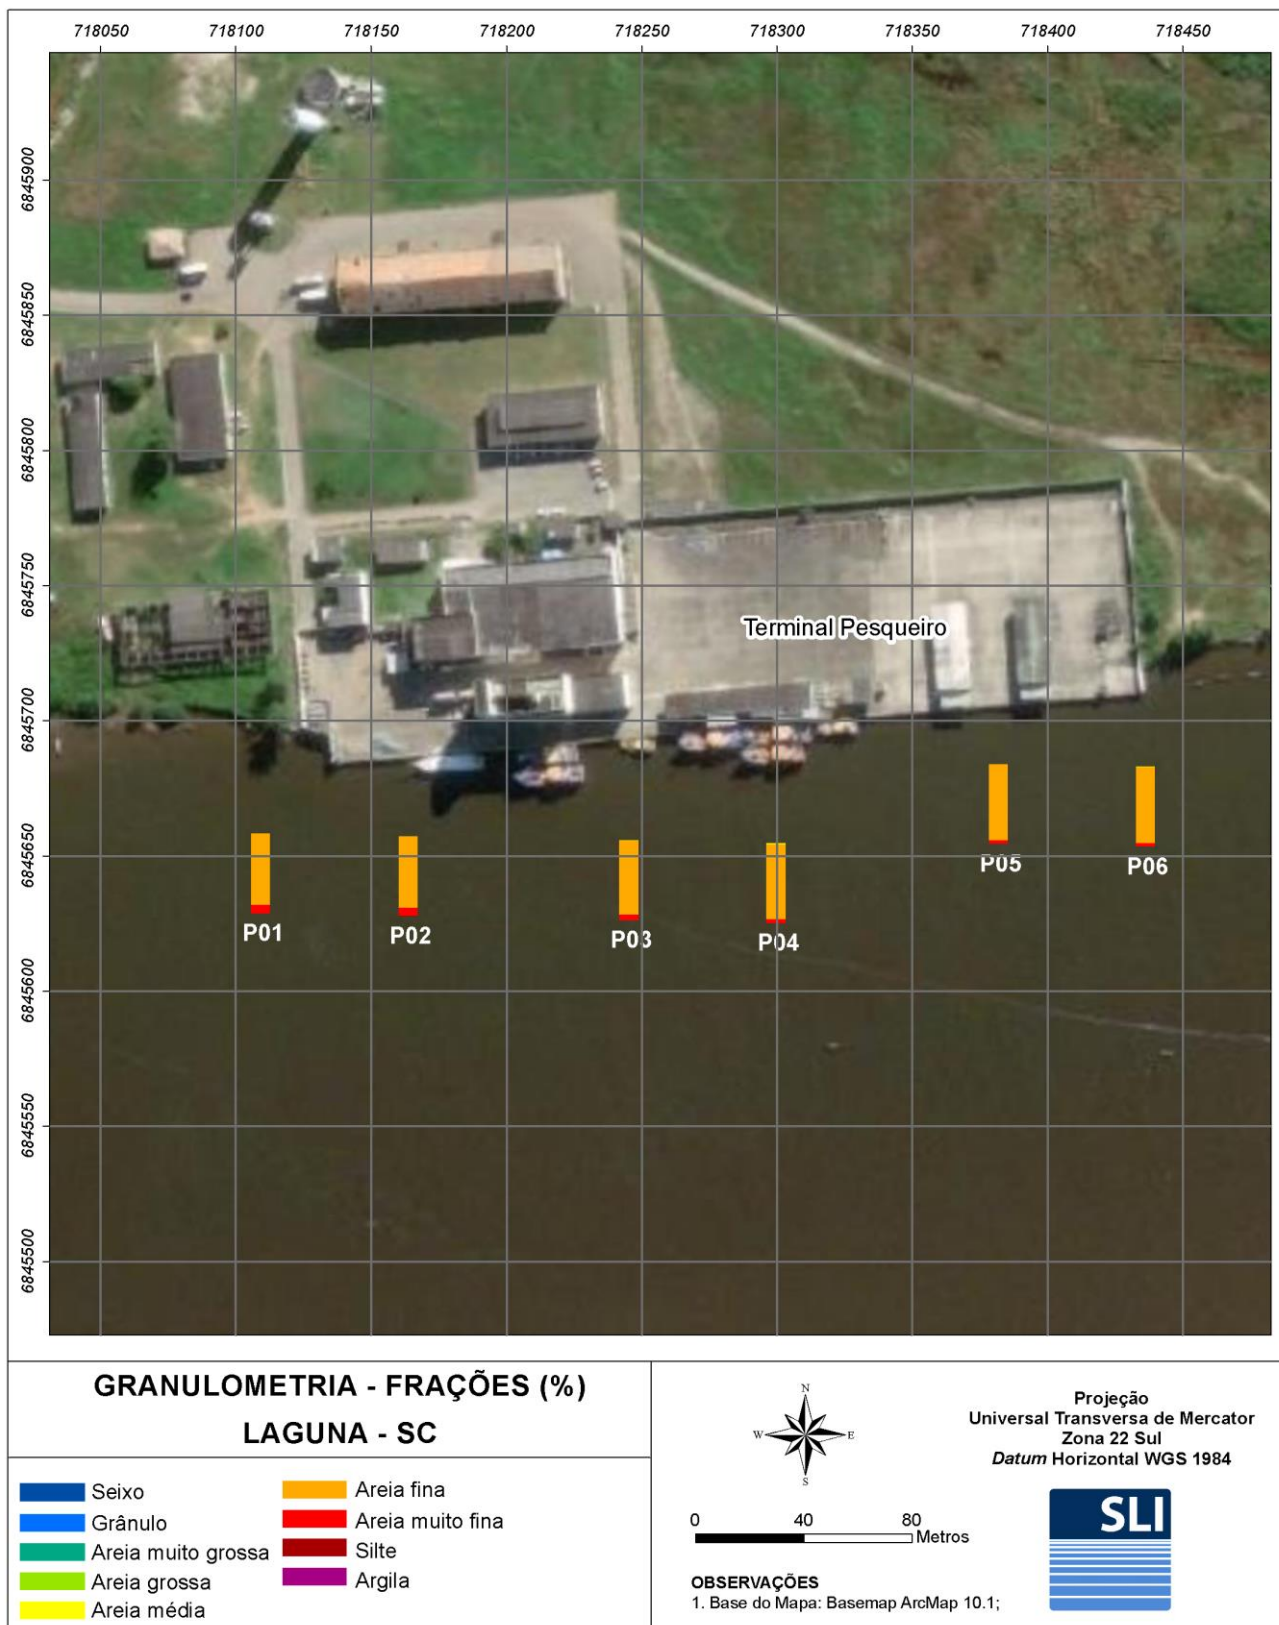 718050 718100 718150 718200 718250 718300 718350 718400 718450
6845900
6845850
6845800
6845750
6845700
6845650
6845600
6845550
6845500
Terminal Pesqueiro
P01
P02
P03
P04
P05
P06
GRANULOMETRIA - FRAÇÕES (%)
LAGUNA - SC
Seixo
Grânulo
Areia muito grossa
Areia grossa
Areia média
Areia fina
Areia muito fina
Silte
Argila
N
W E
S
0 40 80
Metros
OBSERVAÇÕES
1. Base do Mapa: Basemap ArcMap 10.1;
Projeção
Universal Transversa de Mercator
Zona 22 Sul
Datum Horizontal WGS 1984
SLI